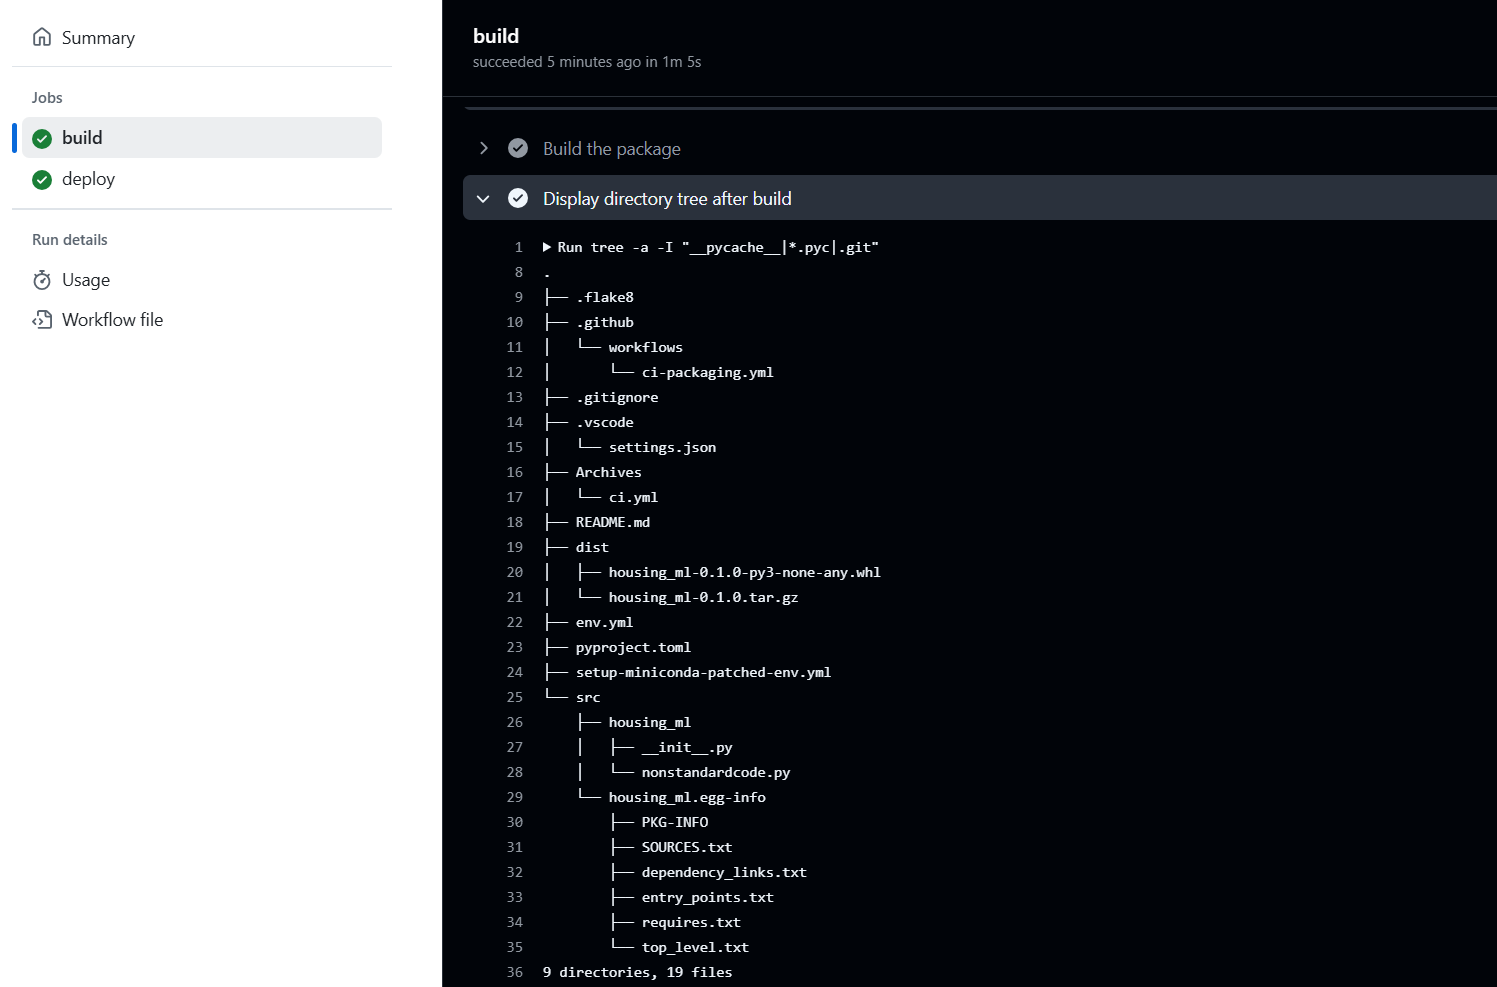 Summary
Jobs
build
deploy
Run details
Usage
Workflow file
build
succeeded 5 minutes ago in 1m 5s
Build the package
Display directory tree after build
1 Run tree -a -I "__pycache__|*.pyc|.git"
8 .
9 ├── .flake8
10 ├── .github
11 │   └── workflows
12 │       └── ci-packaging.yml
13 ├── .gitignore
14 ├── .vscode
15 │   └── settings.json
16 ├── Archives
17 │   └── ci.yml
18 ├── README.md
19 ├── dist
20 │   ├── housing_ml-0.1.0-py3-none-any.whl
21 │   └── housing_ml-0.1.0.tar.gz
22 ├── env.yml
23 ├── pyproject.toml
24 ├── setup-miniconda-patched-env.yml
25 └── src
26     ├── housing_ml
27     │   ├── __init__.py
28     │   └── nonstandardcode.py
29     └── housing_ml.egg-info
30         ├── PKG-INFO
31         ├── SOURCES.txt
32         ├── dependency_links.txt
33         ├── entry_points.txt
34         ├── requires.txt
35         └── top_level.txt
36 9 directories, 19 files